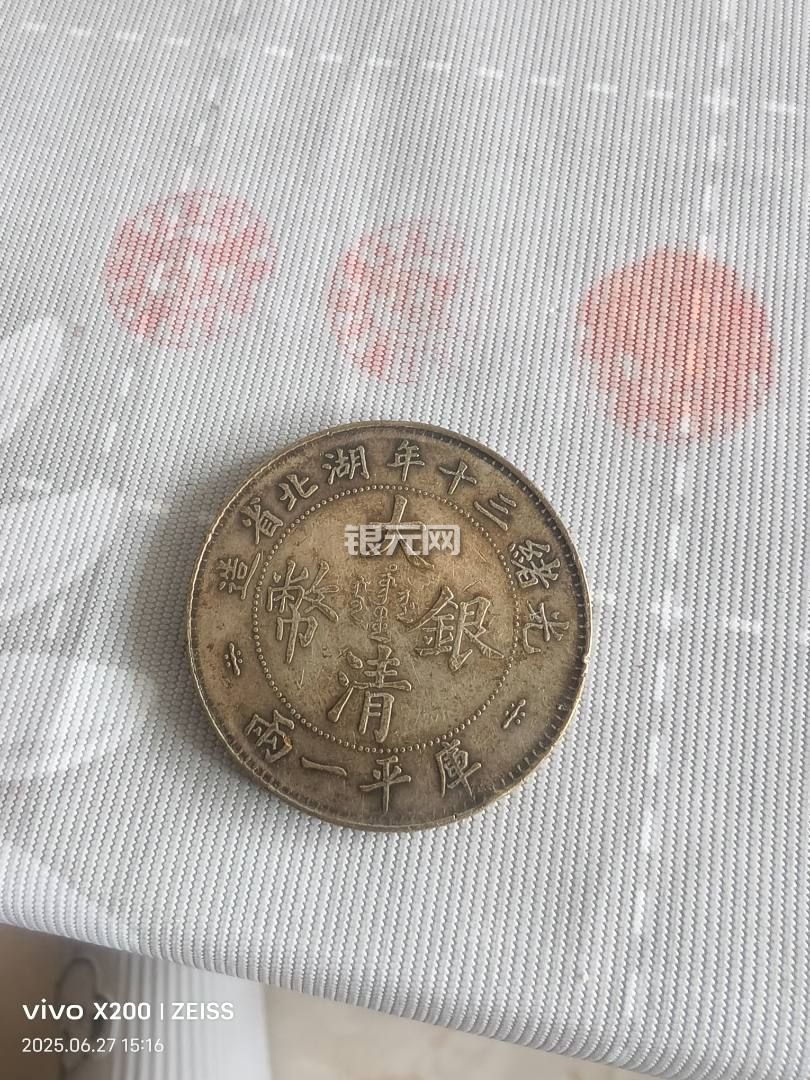 光緒三十年湖北省造
大清銀幣
庫平一兩
银元网
vivo X200 | ZEISS
2025.06.27 15:16